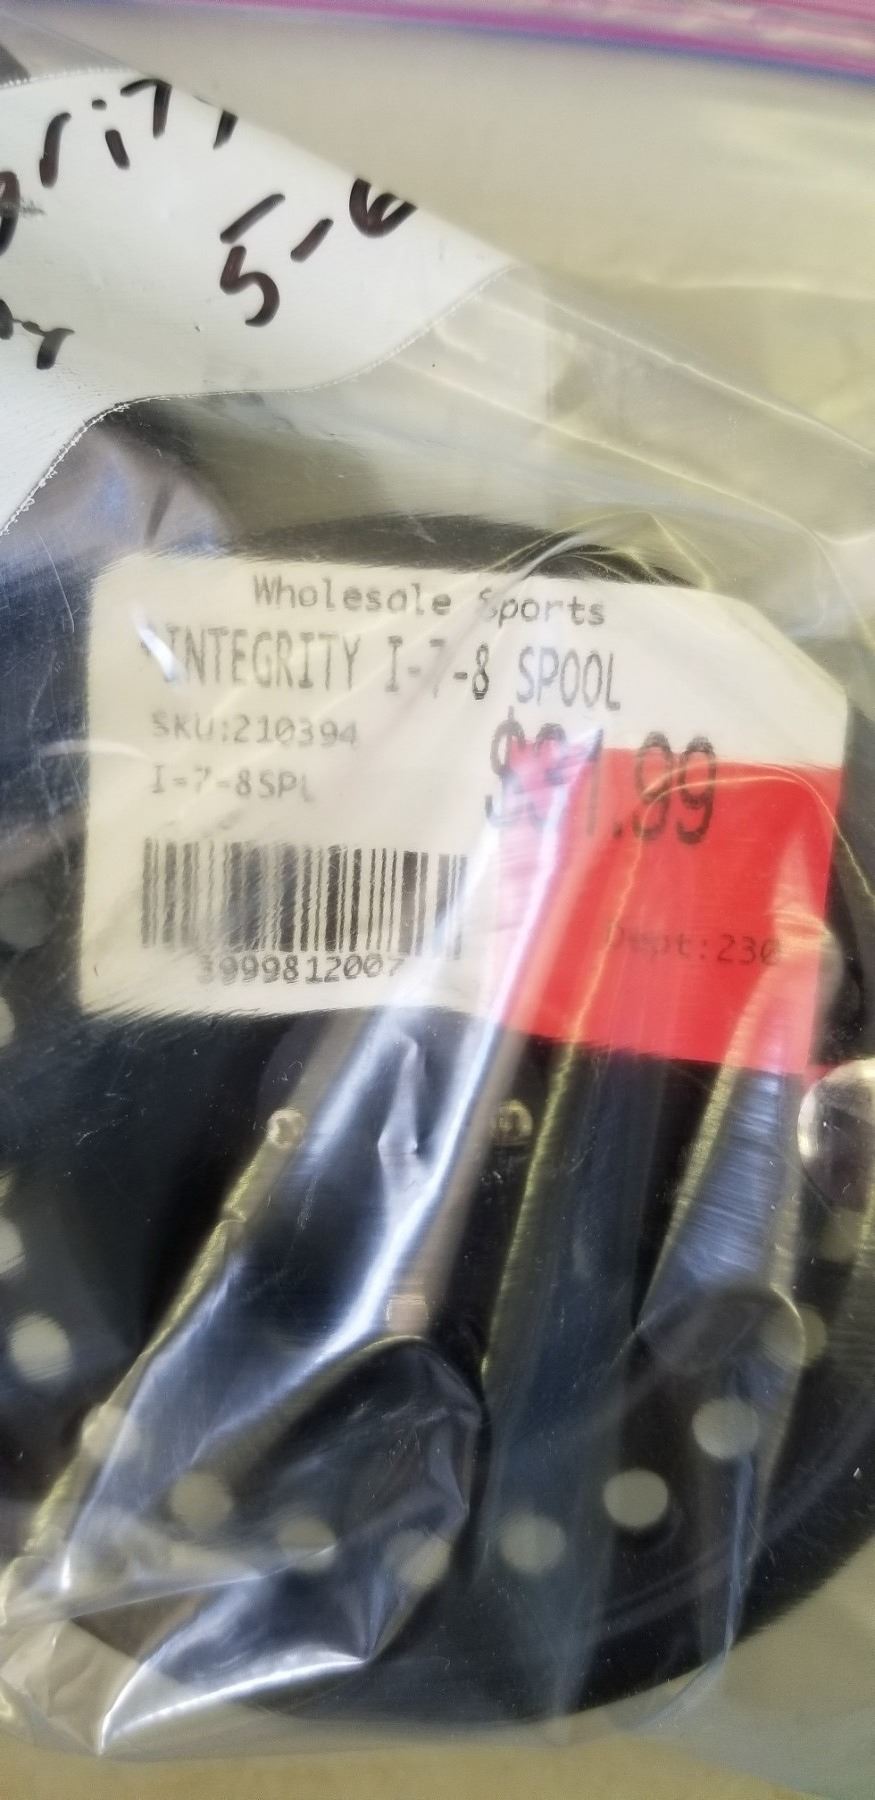 5-6
Wholesale Sports
INTEGRITY I-7-8 SPOOL
SKU:210394
I-7-8SPL
Dept:230
3999812007